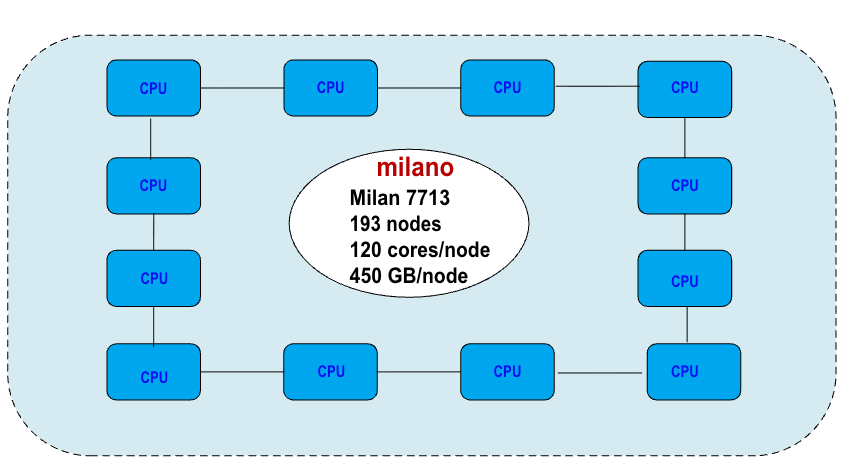 CPU CPU CPU CPU
milano
CPU CPU
Milan 7713
193 nodes
120 cores/node
450 GB/node
CPU CPU
CPU CPU CPU CPU